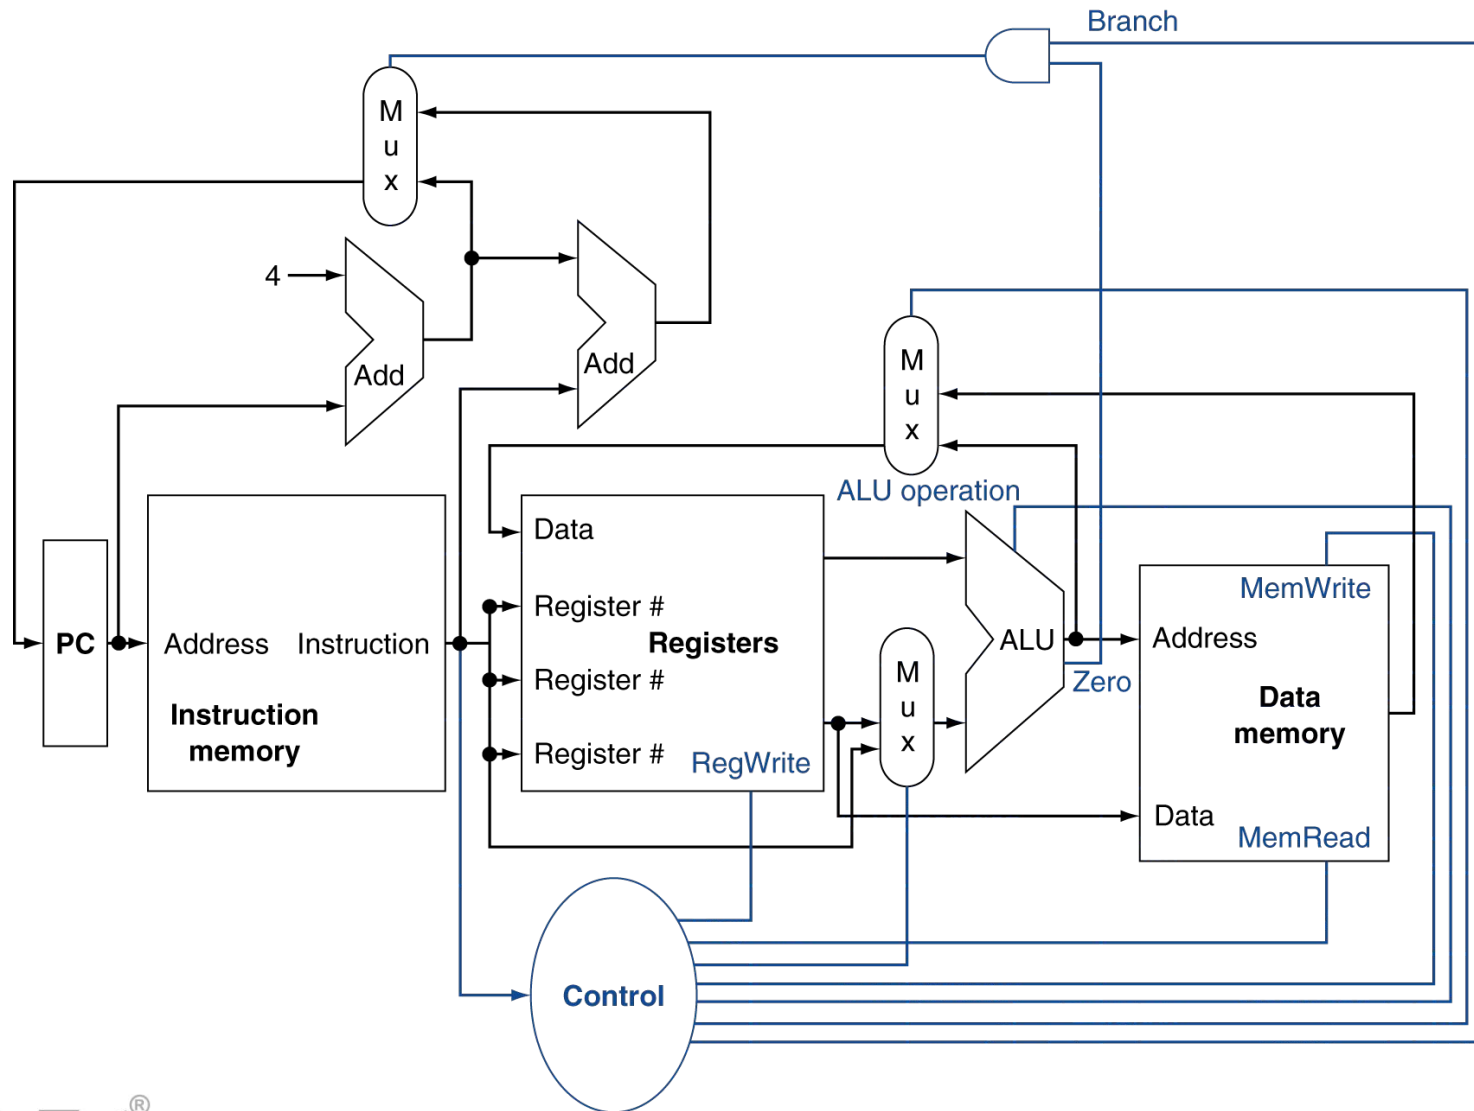 Branch
M
u
x
4
Add
Add
M
u
x
ALU operation
Data
Register #
Registers
Register #
Register #
RegWrite
PC
Address
Instruction
Instruction
memory
M
u
x
ALU
Zero
MemWrite
Address
Data
memory
Data
MemRead
Control
®